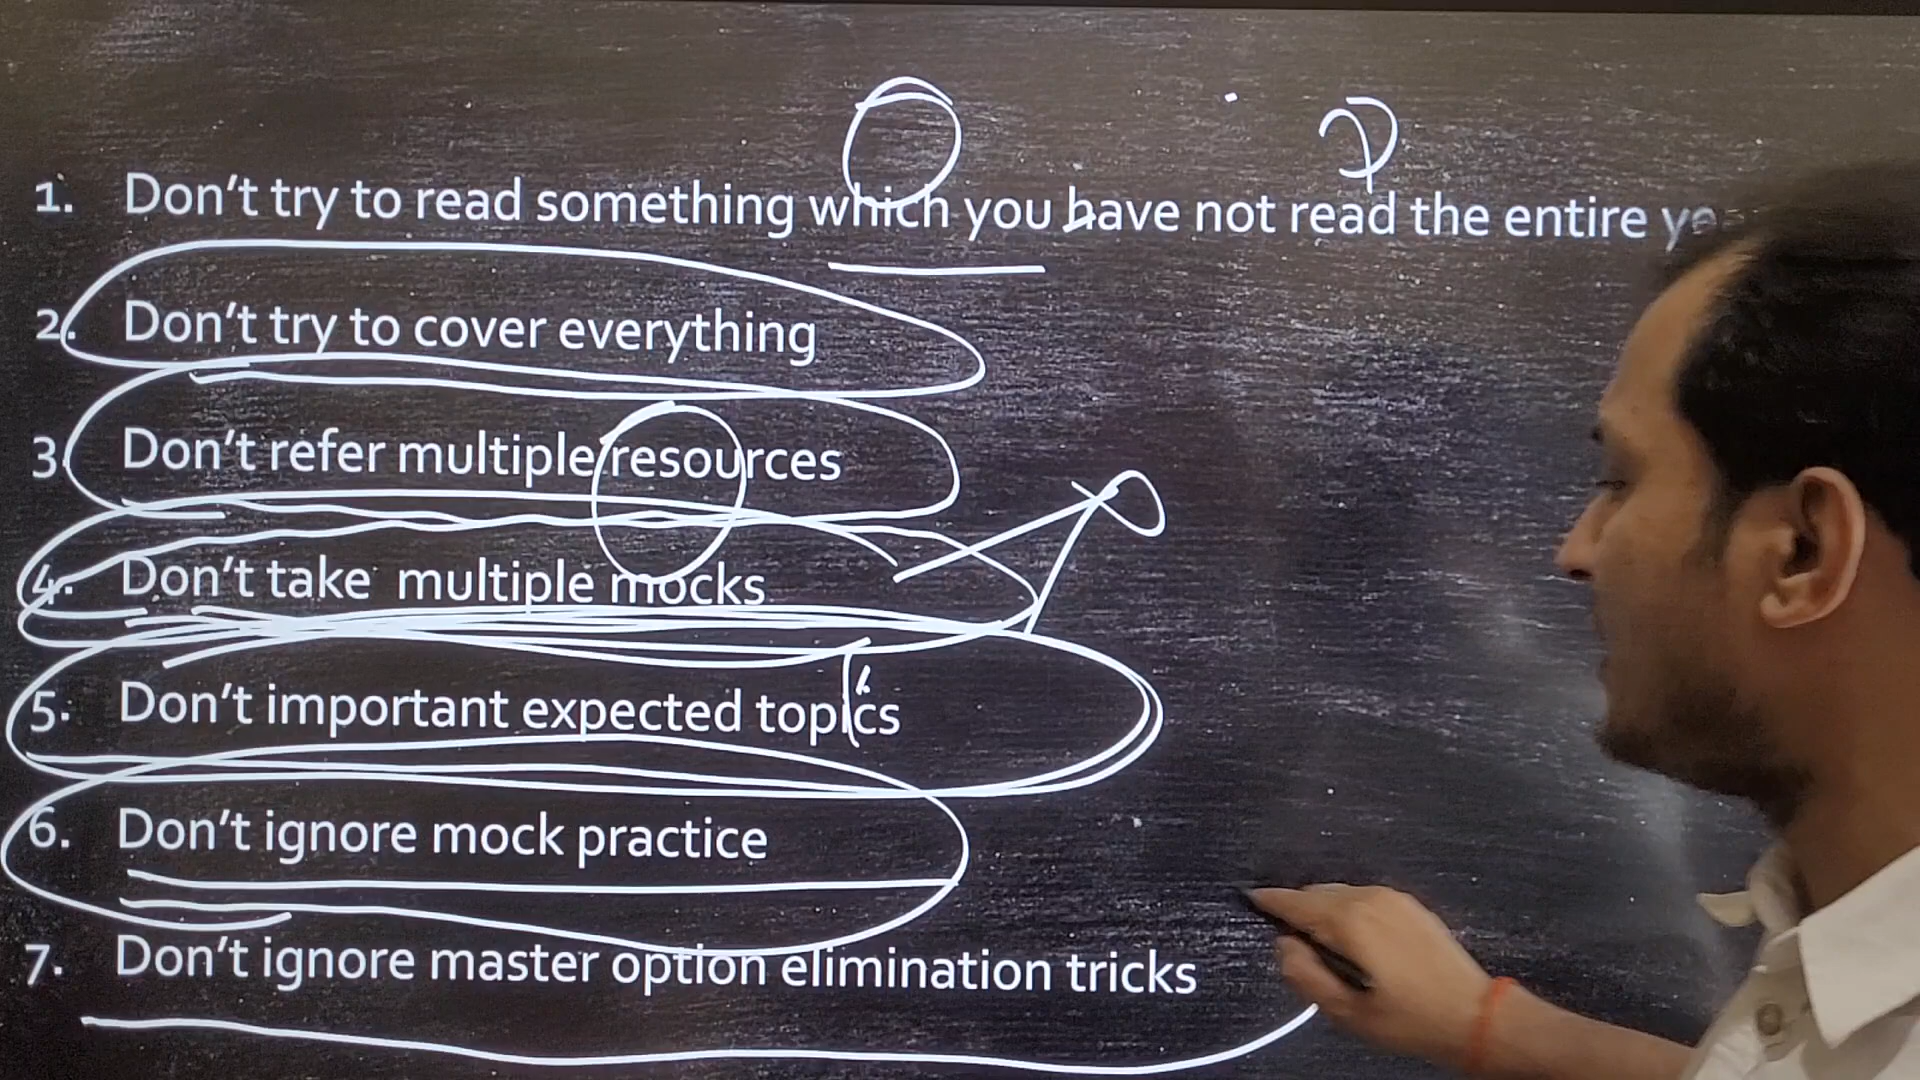 1. Don't try to read something which you have not read the entire
2. Don't try to cover everything
3. Don't refer multiple resources
4. Don't take multiple mocks
5. Don't important expected topics
6. Don't ignore mock practice
7. Don't ignore master option elimination tricks